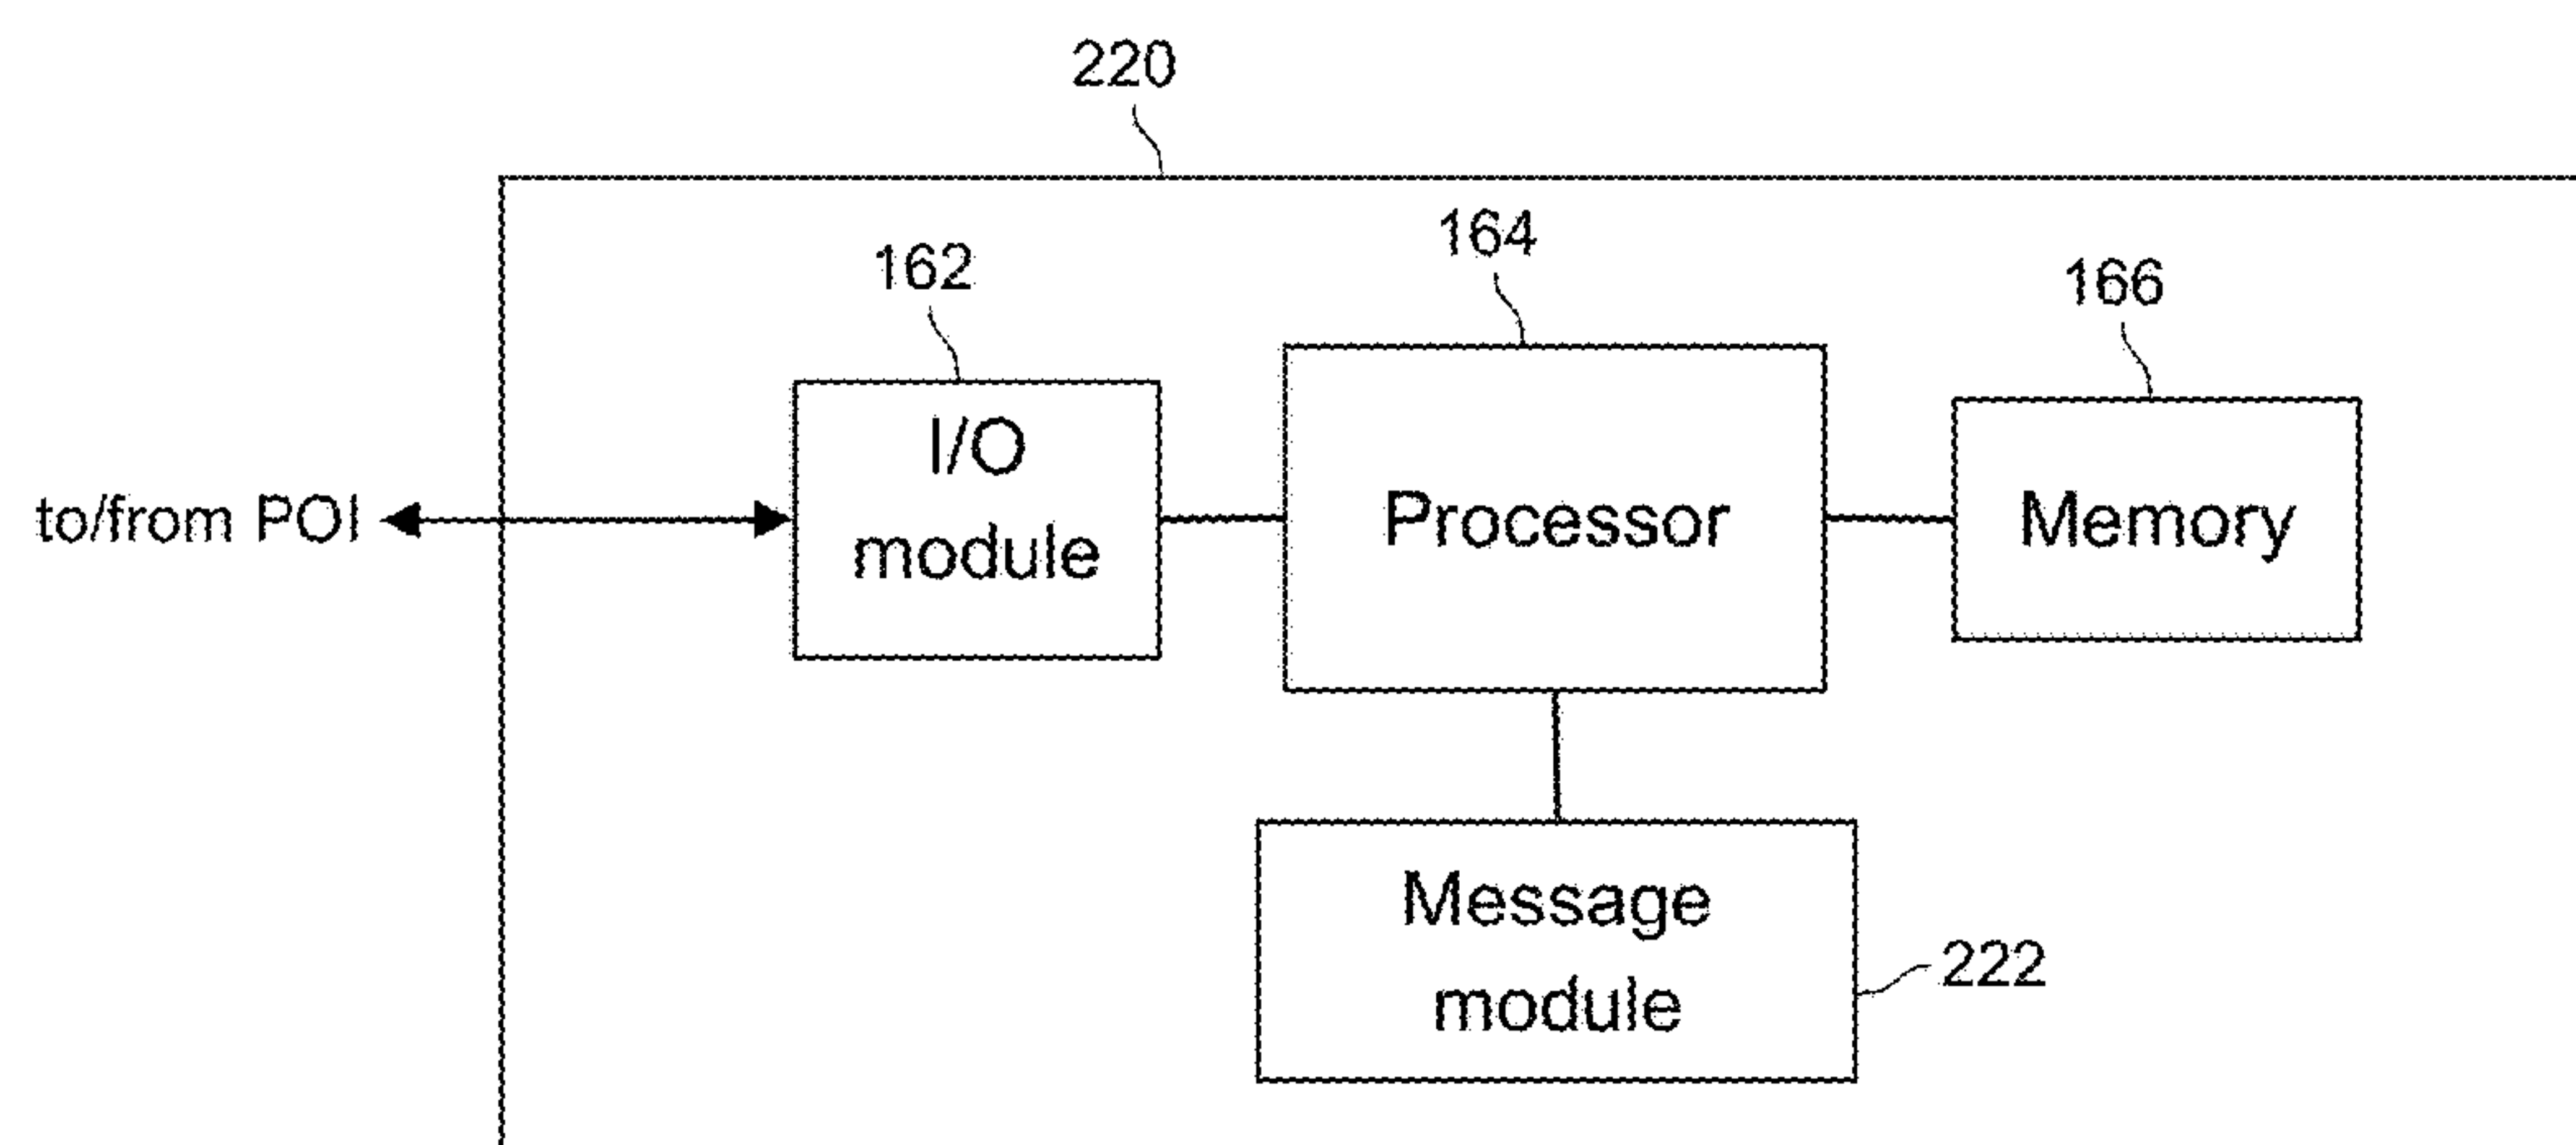 220
162
164
166
I/O
module
Processor
Memory
to/from POI
Message
module
222